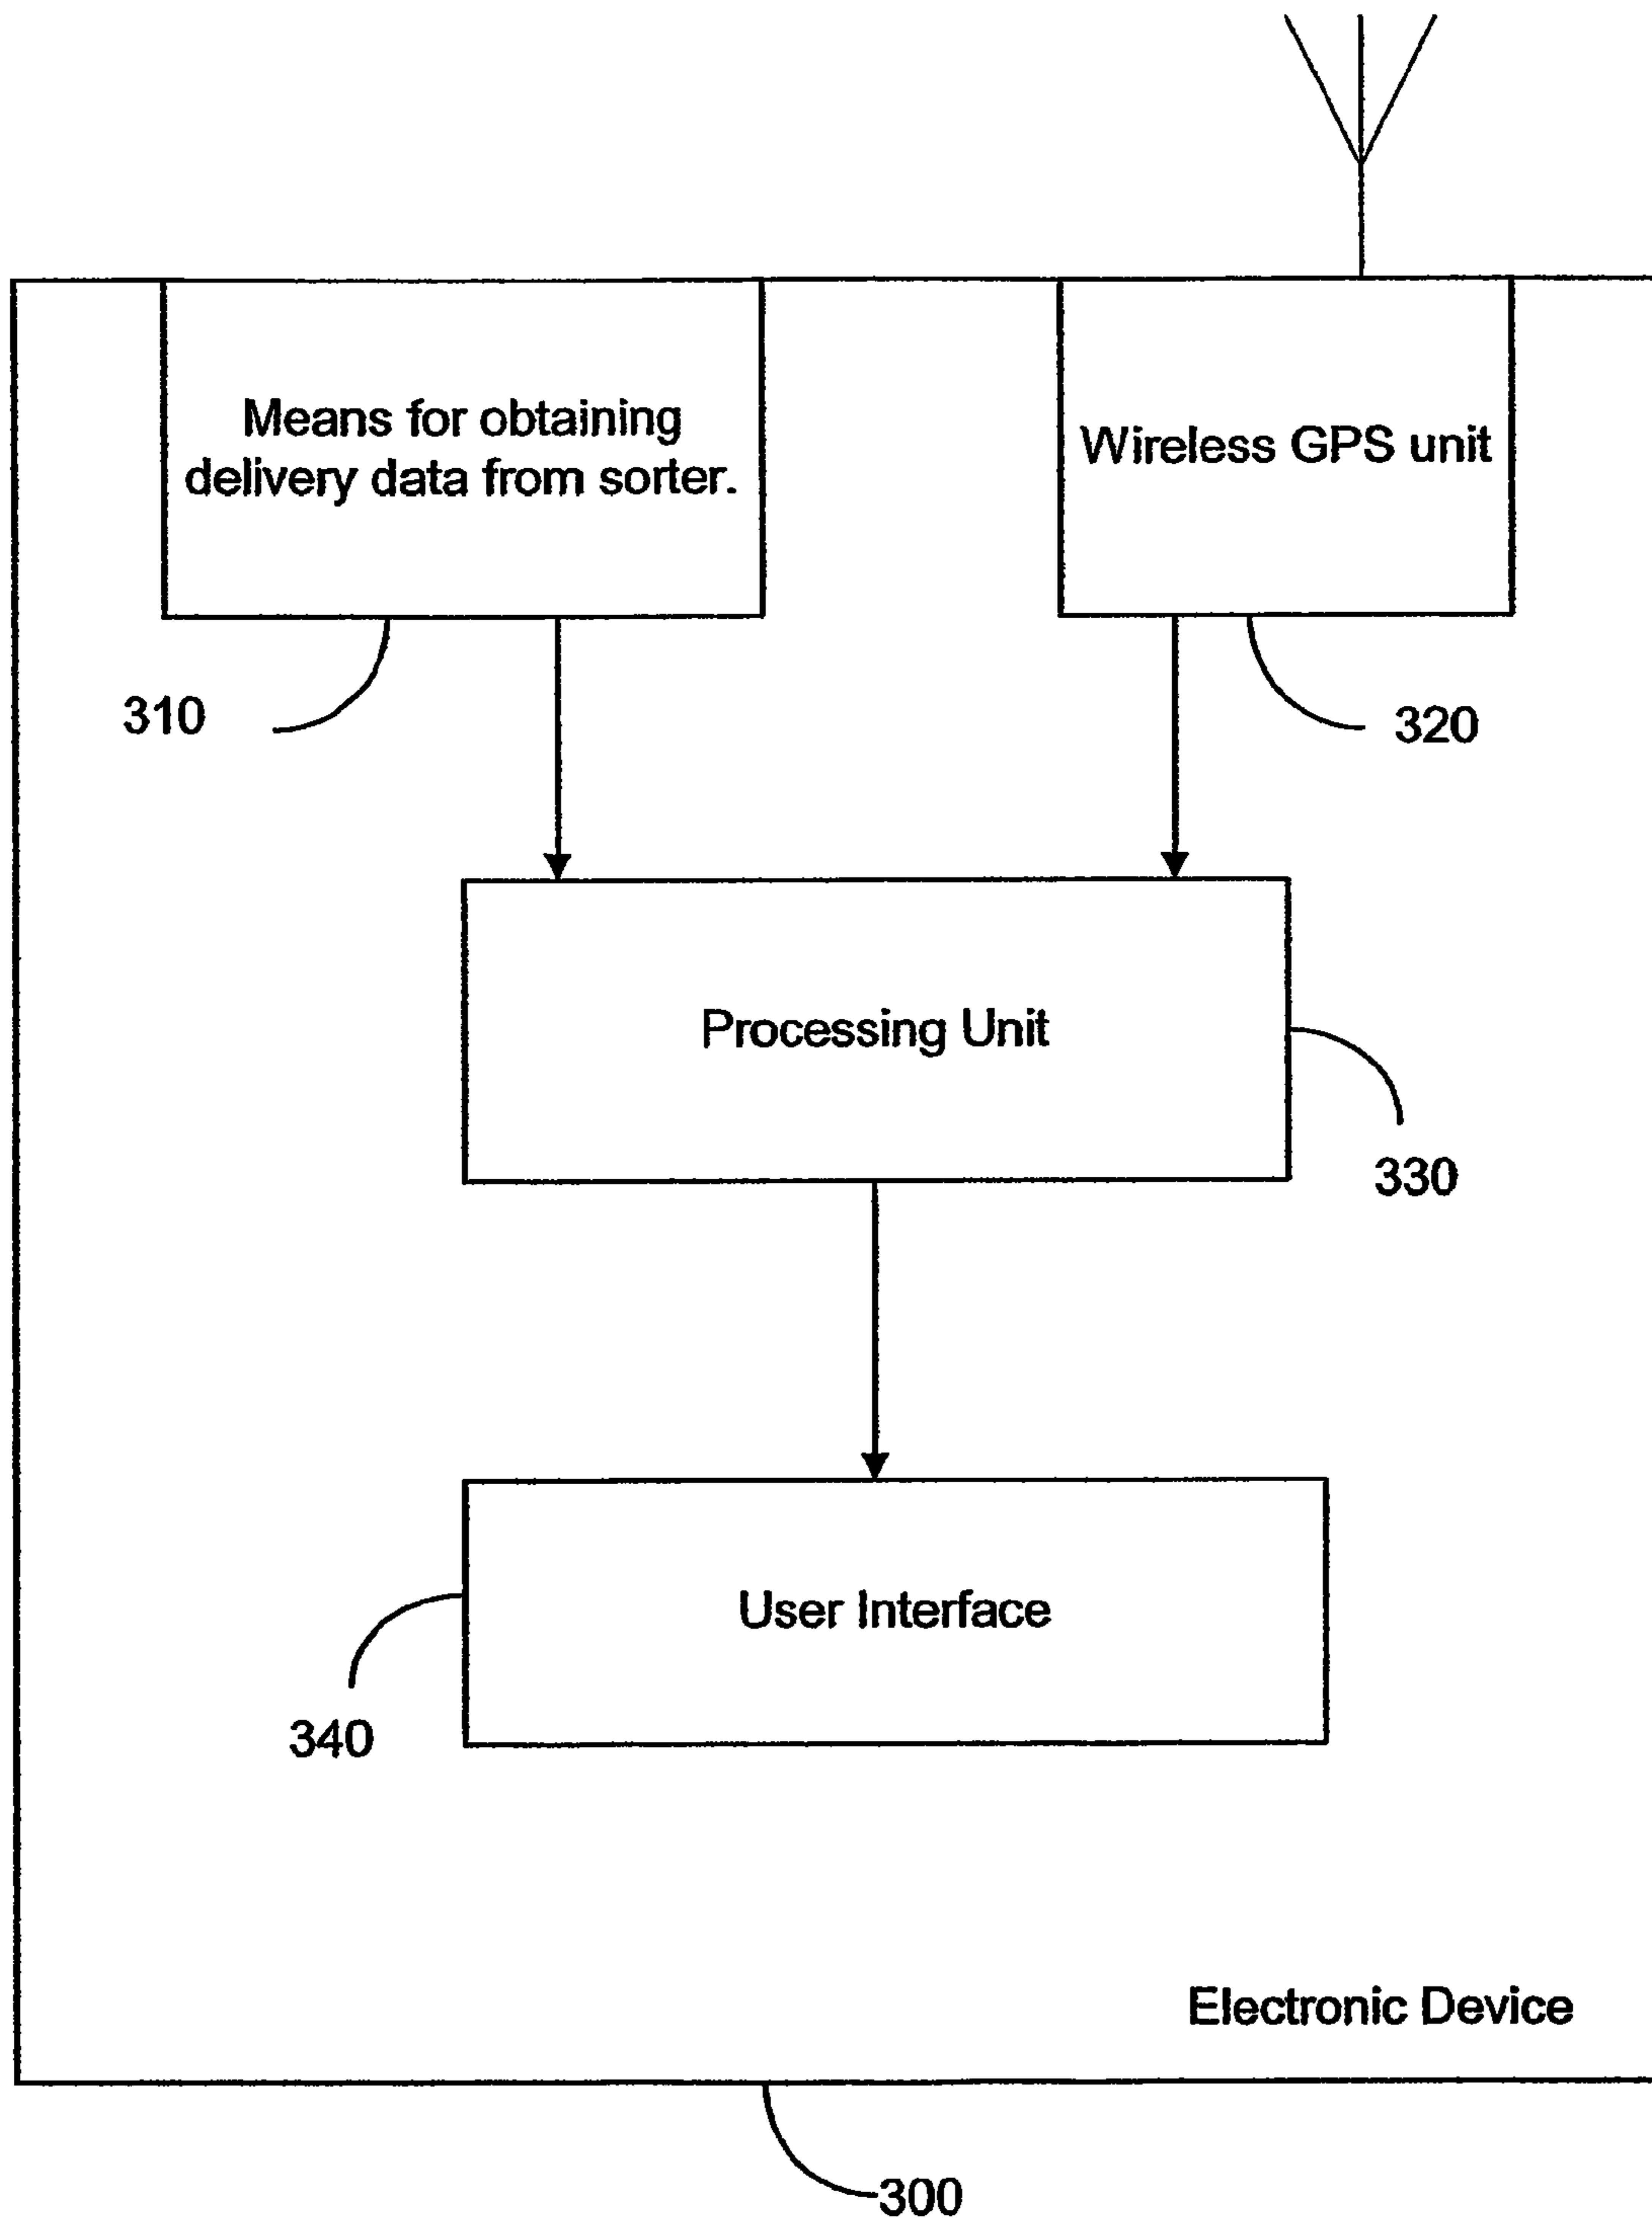 Means for obtaining
delivery data from sorter.
Wireless GPS unit
310
320
Processing Unit
330
User Interface
340
Electronic Device
300